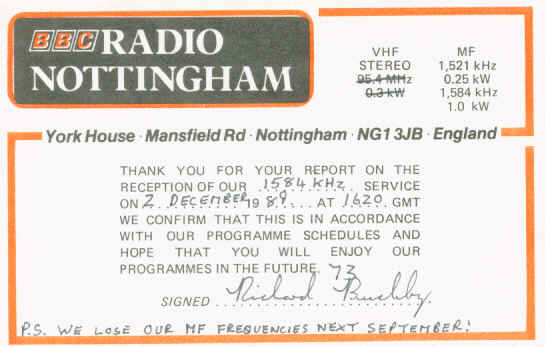 BBC RADIO
NOTTINGHAM
VHF
STEREO
95.4 MHz
0.3 kW
MF
1,521 kHz
0.25 kW
1,584 kHz
1.0 kW
York House · Mansfield Rd · Nottingham · NG1 3JB · England
THANK YOU FOR YOUR REPORT ON THE
RECEPTION OF OUR 1584 KHz SERVICE
ON 2 DECEMBER 1989 AT 1620 GMT
WE CONFIRM THAT THIS IS IN ACCORDANCE
WITH OUR PROGRAMME SCHEDULES AND
HOPE THAT YOU WILL ENJOY OUR
PROGRAMMES IN THE FUTURE. 73
SIGNED Richard
P.S. WE LOSE OUR MF FREQUENCIES NEXT SEPTEMBER!